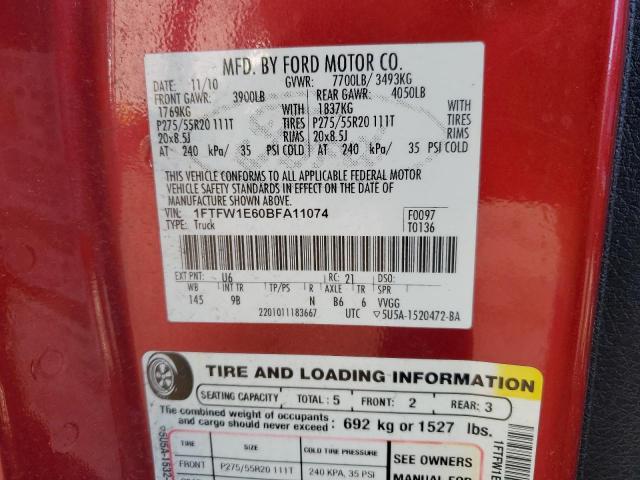 MFD. BY FORD MOTOR CO.
11/10 GVWR: 7700LB/ 3493KG
FRONT GAWR: 3900LB REAR GAWR: 4050LB
1769KG WITH 1837KG WITH
P275/55R20 111T TIRES P275/55R20 111T TIRES
20x8.5J RIMS 20x8.5J RIMS
AT 240 kPa/ 35 PSI COLD AT 240 kPa/ 35 PSI COLD
THIS VEHICLE CONFORMS TO ALL APPLICABLE FEDERAL MOTOR
VEHICLE SAFETY STANDARDS IN EFFECT ON THE DATE OF
MANUFACTURE SHOWN ABOVE.
VIN: 1FTFW1E60BFA11074 F0097
TYPE: Truck T0136
EXT PNT: U6 RC: 21 DSO:
WB INT TR TP/PS R AXLE TR SPR
145 9B N B6 6 VVGG
2201011183667 UTC ▽5U5A-1520472-BA
TIRE AND LOADING INFORMATION
SEATING CAPACITY TOTAL: 5 FRONT: 2 REAR: 3
The combined weight of occupants
and cargo should never exceed: 692 kg or 1527 lbs.
TIRE SIZE COLD TIRE PRESSURE SEE OWNERS
FRONT P275/55R20 111T 240 KPA, 35 PSI MANUAL
1FTFW1E